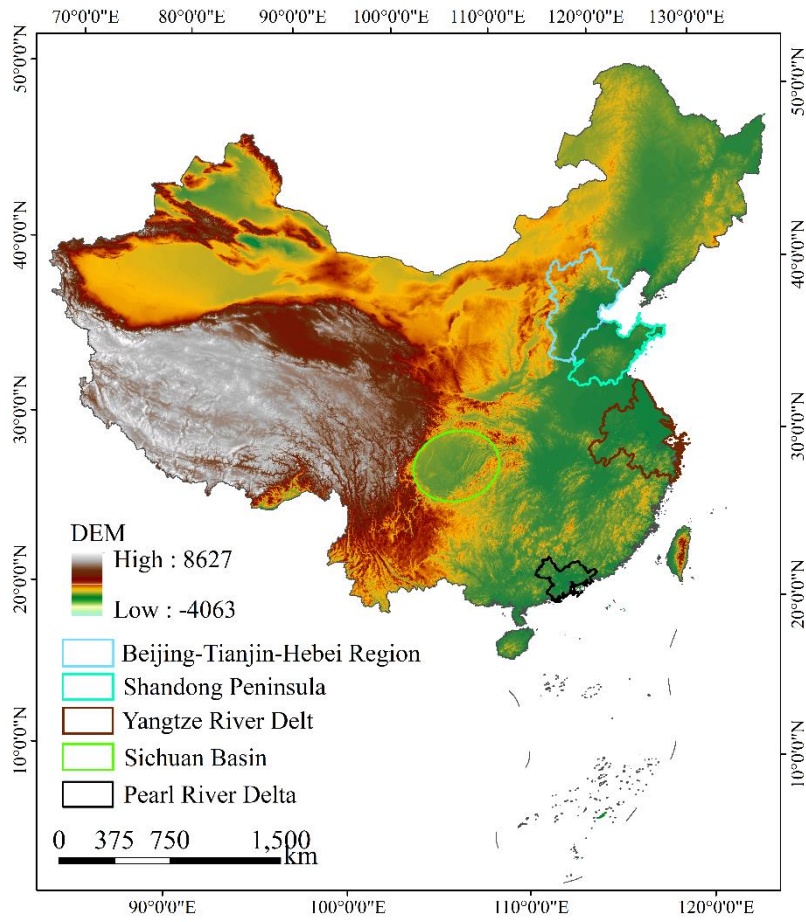 70°0'0"E 80°0'0"E 90°0'0"E 100°0'0"E 110°0'0"E 120°0'0"E 130°0'0"E
50°0'0"N
40°0'0"N
30°0'0"N
20°0'0"N
10°0'0"N
50°0'0"N
40°0'0"N
30°0'0"N
20°0'0"N
10°0'0"N
DEM
High : 8627
Low : -4063
Beijing-Tianjin-Hebei Region
Shandong Peninsula
Yangtze River Delt
Sichuan Basin
Pearl River Delta
0 375 750 1,500
km
90°0'0"E 100°0'0"E 110°0'0"E 120°0'0"E